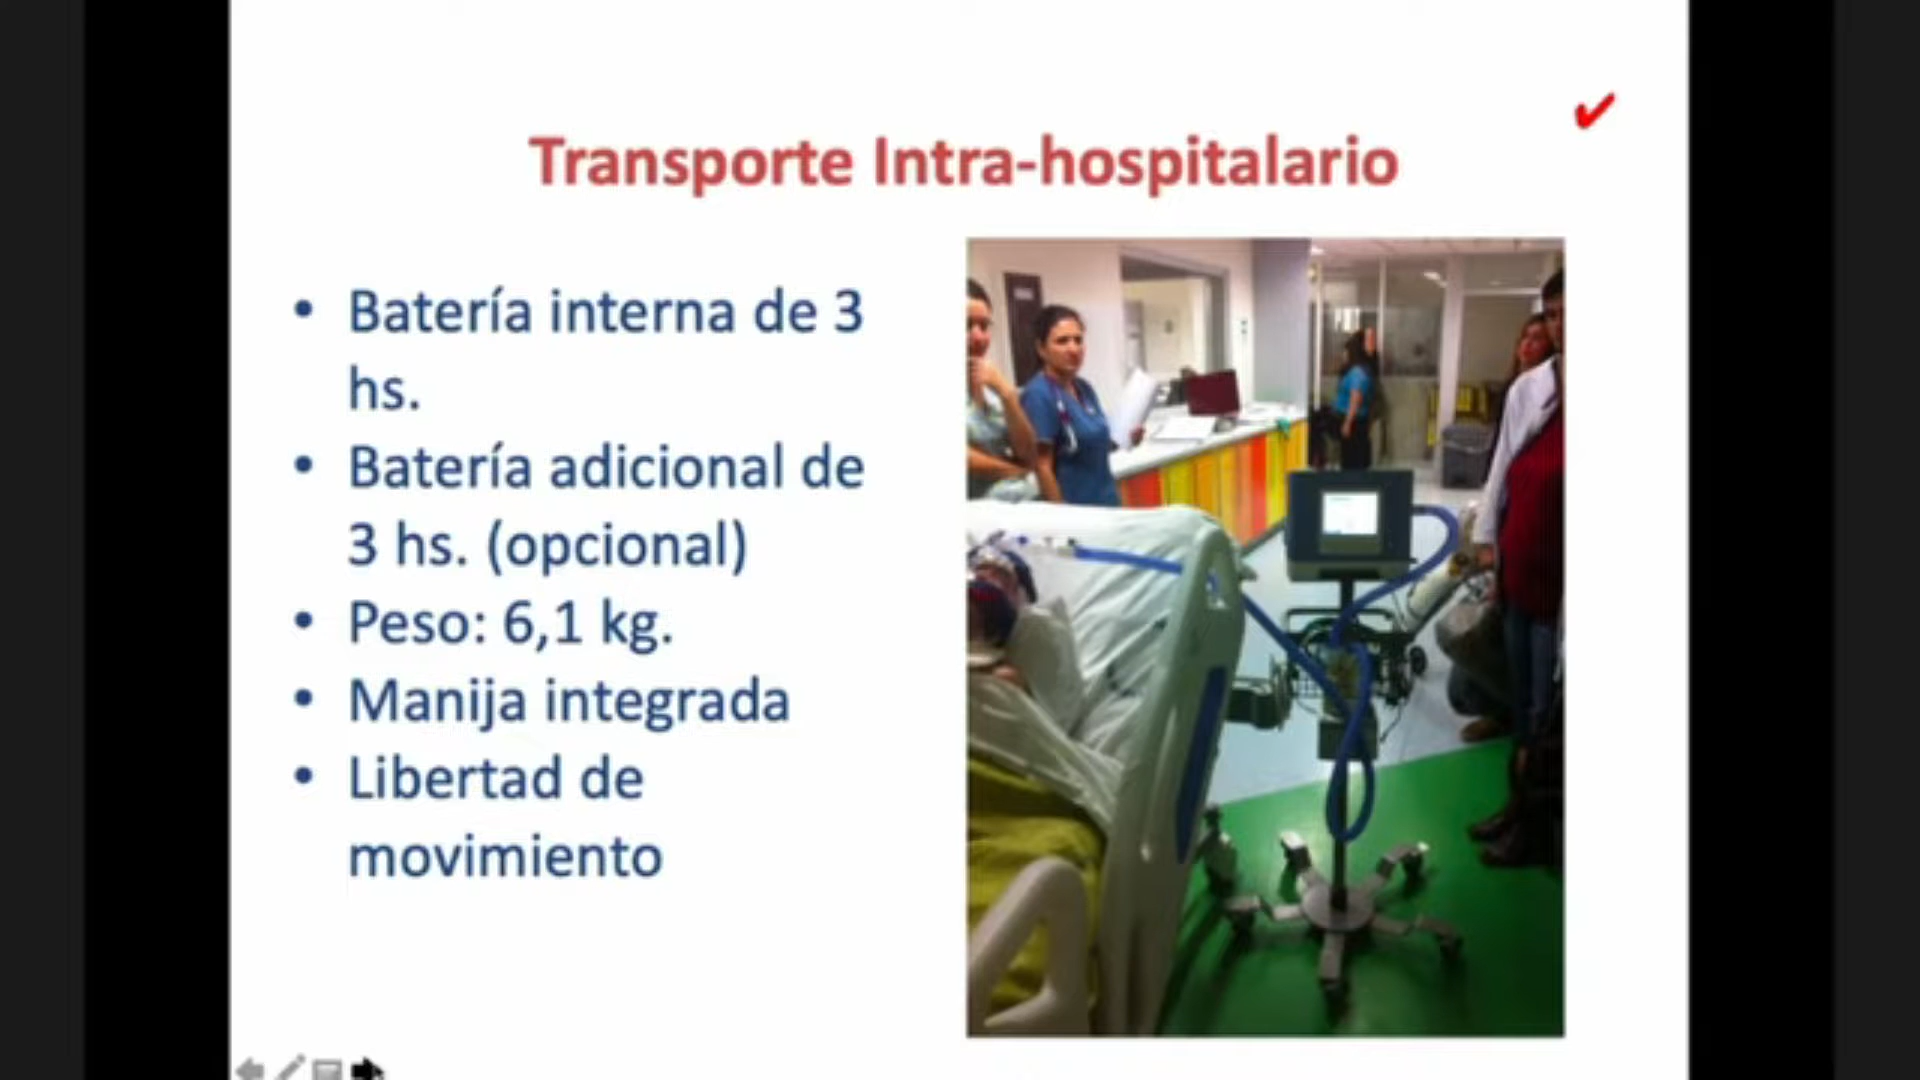 Transporte Intra-hospitalario
• Batería interna de 3
hs.
• Batería adicional de
3 hs. (opcional)
• Peso: 6,1 kg.
• Manija integrada
• Libertad de
movimiento